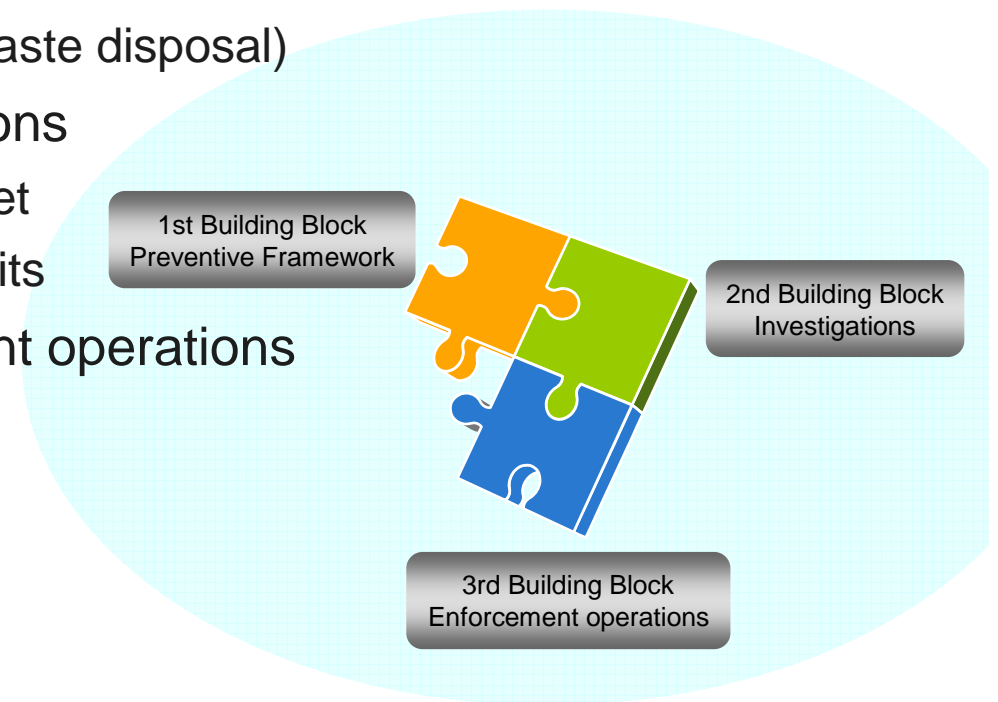 aste disposal)
ons
et
its
nt operations
1st Building Block
Preventive Framework
2nd Building Block
Investigations
3rd Building Block
Enforcement operations